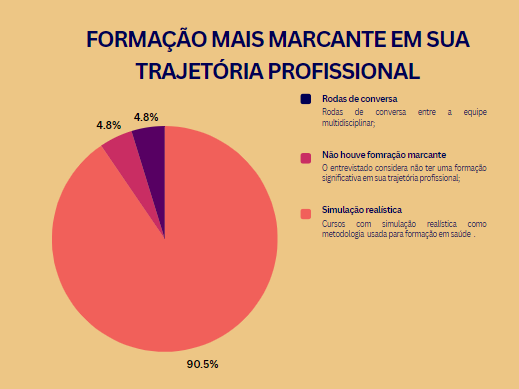 FORMAÇÃO MAIS MARCANTE EM SUA
TRAJETÓRIA PROFISSIONAL
4.8%
4.8%
90.5%
Rodas de conversa
Rodas de conversa entre a equipe
multidisciplinar;
Não houve fomração marcante
O entrevistado considera não ter uma formação
significativa em sua trajetória profissional;
Simulação realística
Cursos com simulação realística como
metodologia usada para formação em saúde .